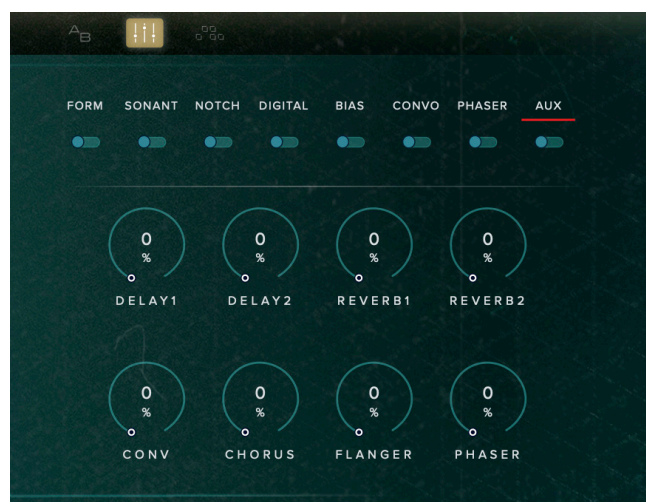 A B
FORM SONANT NOTCH DIGITAL BIAS CONVO PHASER AUX
0 0 0 0
% % % %
DELAY1 DELAY2 REVERB1 REVERB2
0 0 0 0
% % % %
CONV CHORUS FLANGER PHASER